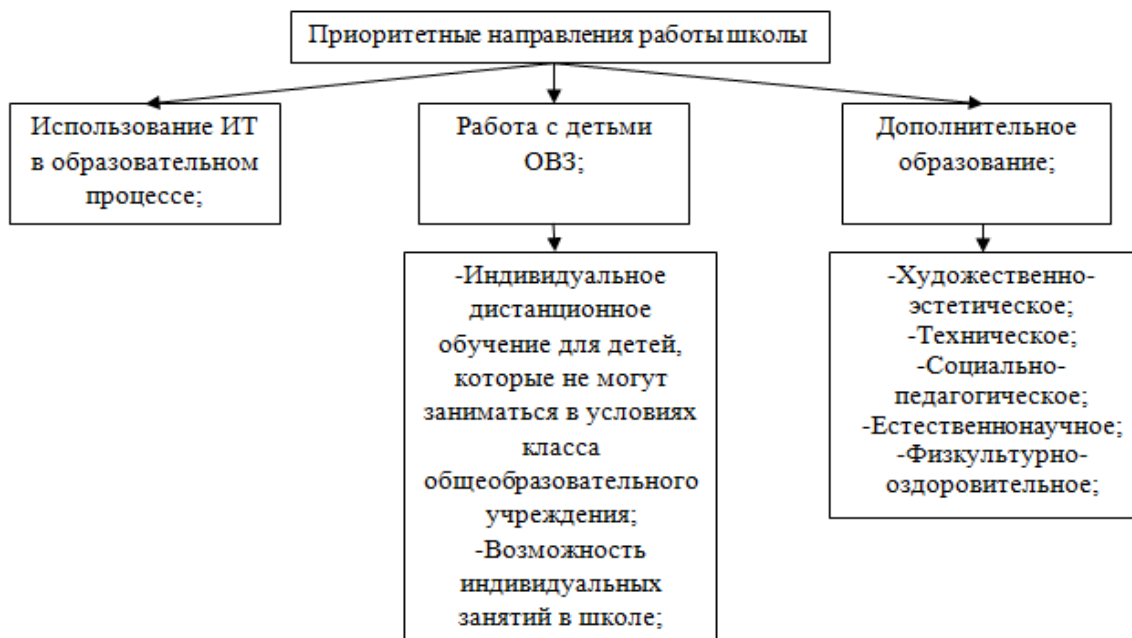 Приоритетные направления работы школы
Использование ИТ
в образовательном
процессе;
Работа с детьми
ОВЗ;
Дополнительное
образование;
-Индивидуальное
дистанционное
обучение для детей,
которые не могут
заниматься в условиях
класса
общеобразовательного
учреждения;
-Возможность
индивидуальных
занятий в школе;
-Художественно-
эстетическое;
-Техническое;
-Социально-
педагогическое;
-Естественнонаучное;
-Физкультурно-
оздоровительное;